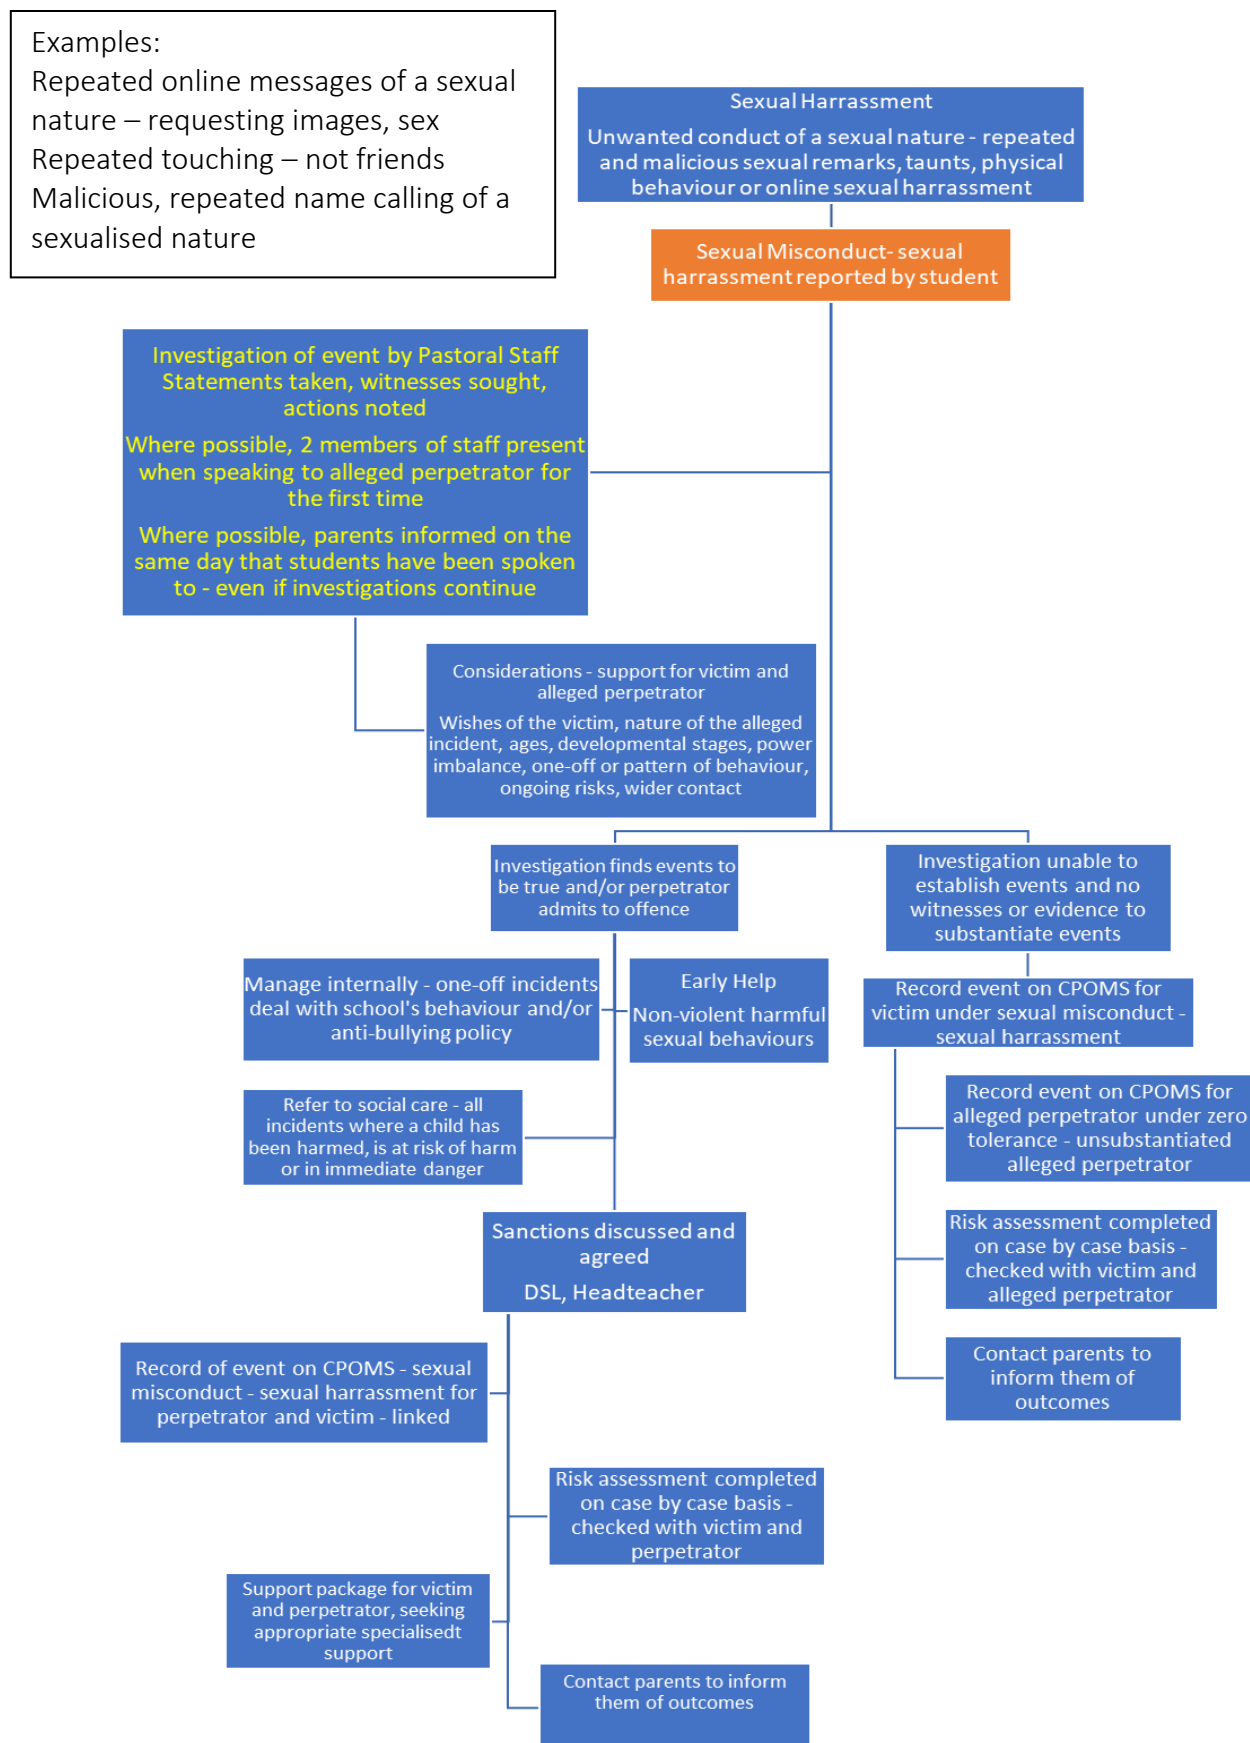 Examples:
Repeated online messages of a sexual
nature – requesting images, sex
Repeated touching – not friends
Malicious, repeated name calling of a
sexualised nature
Sexual Harrassment
Unwanted conduct of a sexual nature - repeated
and malicious sexual remarks, taunts, physical
behaviour or online sexual harrassment
Sexual Misconduct- sexual
harrassment reported by student
Investigation of event by Pastoral Staff
Statements taken, witnesses sought,
actions noted
Where possible, 2 members of staff present
when speaking to alleged perpetrator for
the first time
Where possible, parents informed on the
same day that students have been spoken
to - even if investigations continue
Considerations - support for victim and
alleged perpetrator
Wishes of the victim, nature of the alleged
incident, ages, developmental stages, power
imbalance, one-off or pattern of behaviour,
ongoing risks, wider contact
Investigation finds events to
be true and/or perpetrator
admits to offence
Manage internally - one-off incidents
deal with school's behaviour and/or
anti-bullying policy
Early Help
Non-violent harmful
sexual behaviours
Refer to social care - all
incidents where a child has
been harmed, is at risk of harm
or in immediate danger
Sanctions discussed and
agreed
DSL, Headteacher
Record of event on CPOMS - sexual
misconduct - sexual harrassment for
perpetrator and victim - linked
Risk assessment completed
on case by case basis -
checked with victim and
perpetrator
Support package for victim
and perpetrator, seeking
appropriate specialisedt
support
Contact parents to inform
them of outcomes
Investigation unable to
establish events and no
witnesses or evidence to
substantiate events
Record event on CPOMS for
victim under sexual misconduct -
sexual harrassment
Record event on CPOMS for
alleged perpetrator under zero
tolerance - unsubstantiated
alleged perpetrator
Risk assessment completed
on case by case basis -
checked with victim and
alleged perpetrator
Contact parents to
inform them of
outcomes